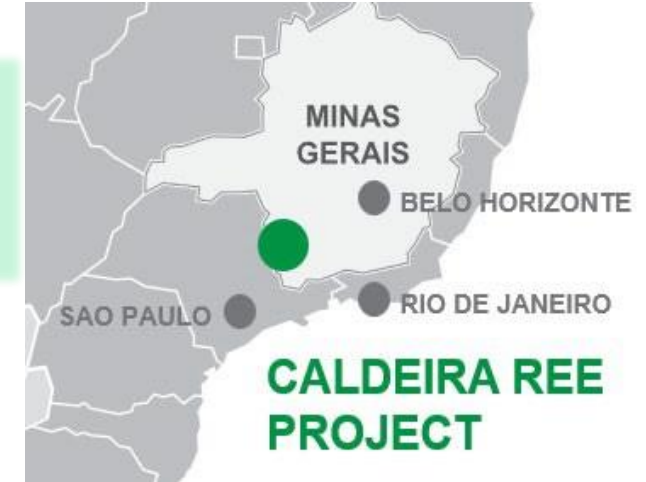 MINAS
GERAIS
BELO HORIZONTE
SAO PAULO
RIO DE JANEIRO
CALDEIRA REE
PROJECT